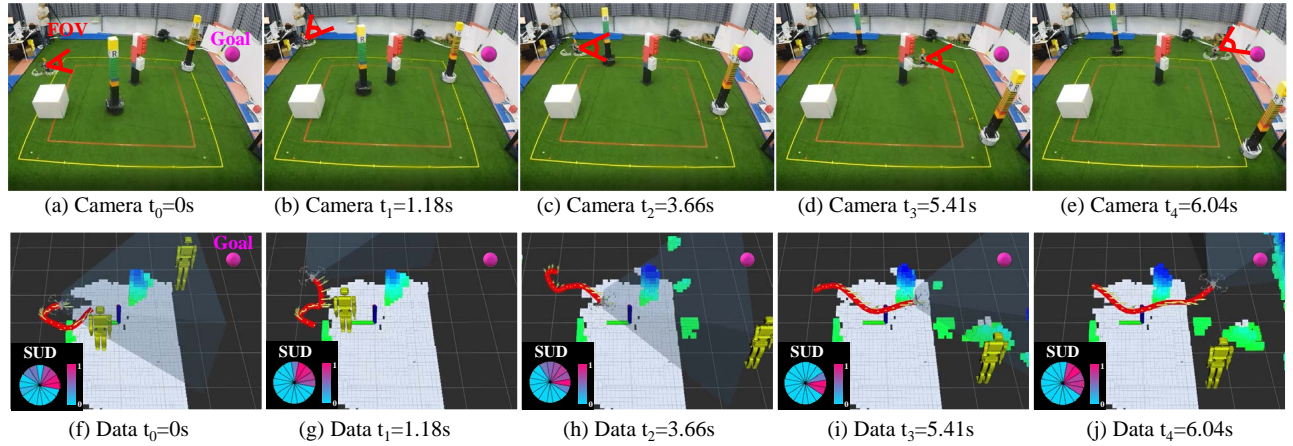 FOV
Goal
R
R
R
R
R
(a) Camera t₀=0s
(b) Camera t₁=1.18s
(c) Camera t₂=3.66s
(d) Camera t₃=5.41s
(e) Camera t₄=6.04s
Goal
SUD
1
0
SUD
1
0
SUD
1
0
SUD
1
0
SUD
1
0
(f) Data t₀=0s
(g) Data t₁=1.18s
(h) Data t₂=3.66s
(i) Data t₃=5.41s
(j) Data t₄=6.04s